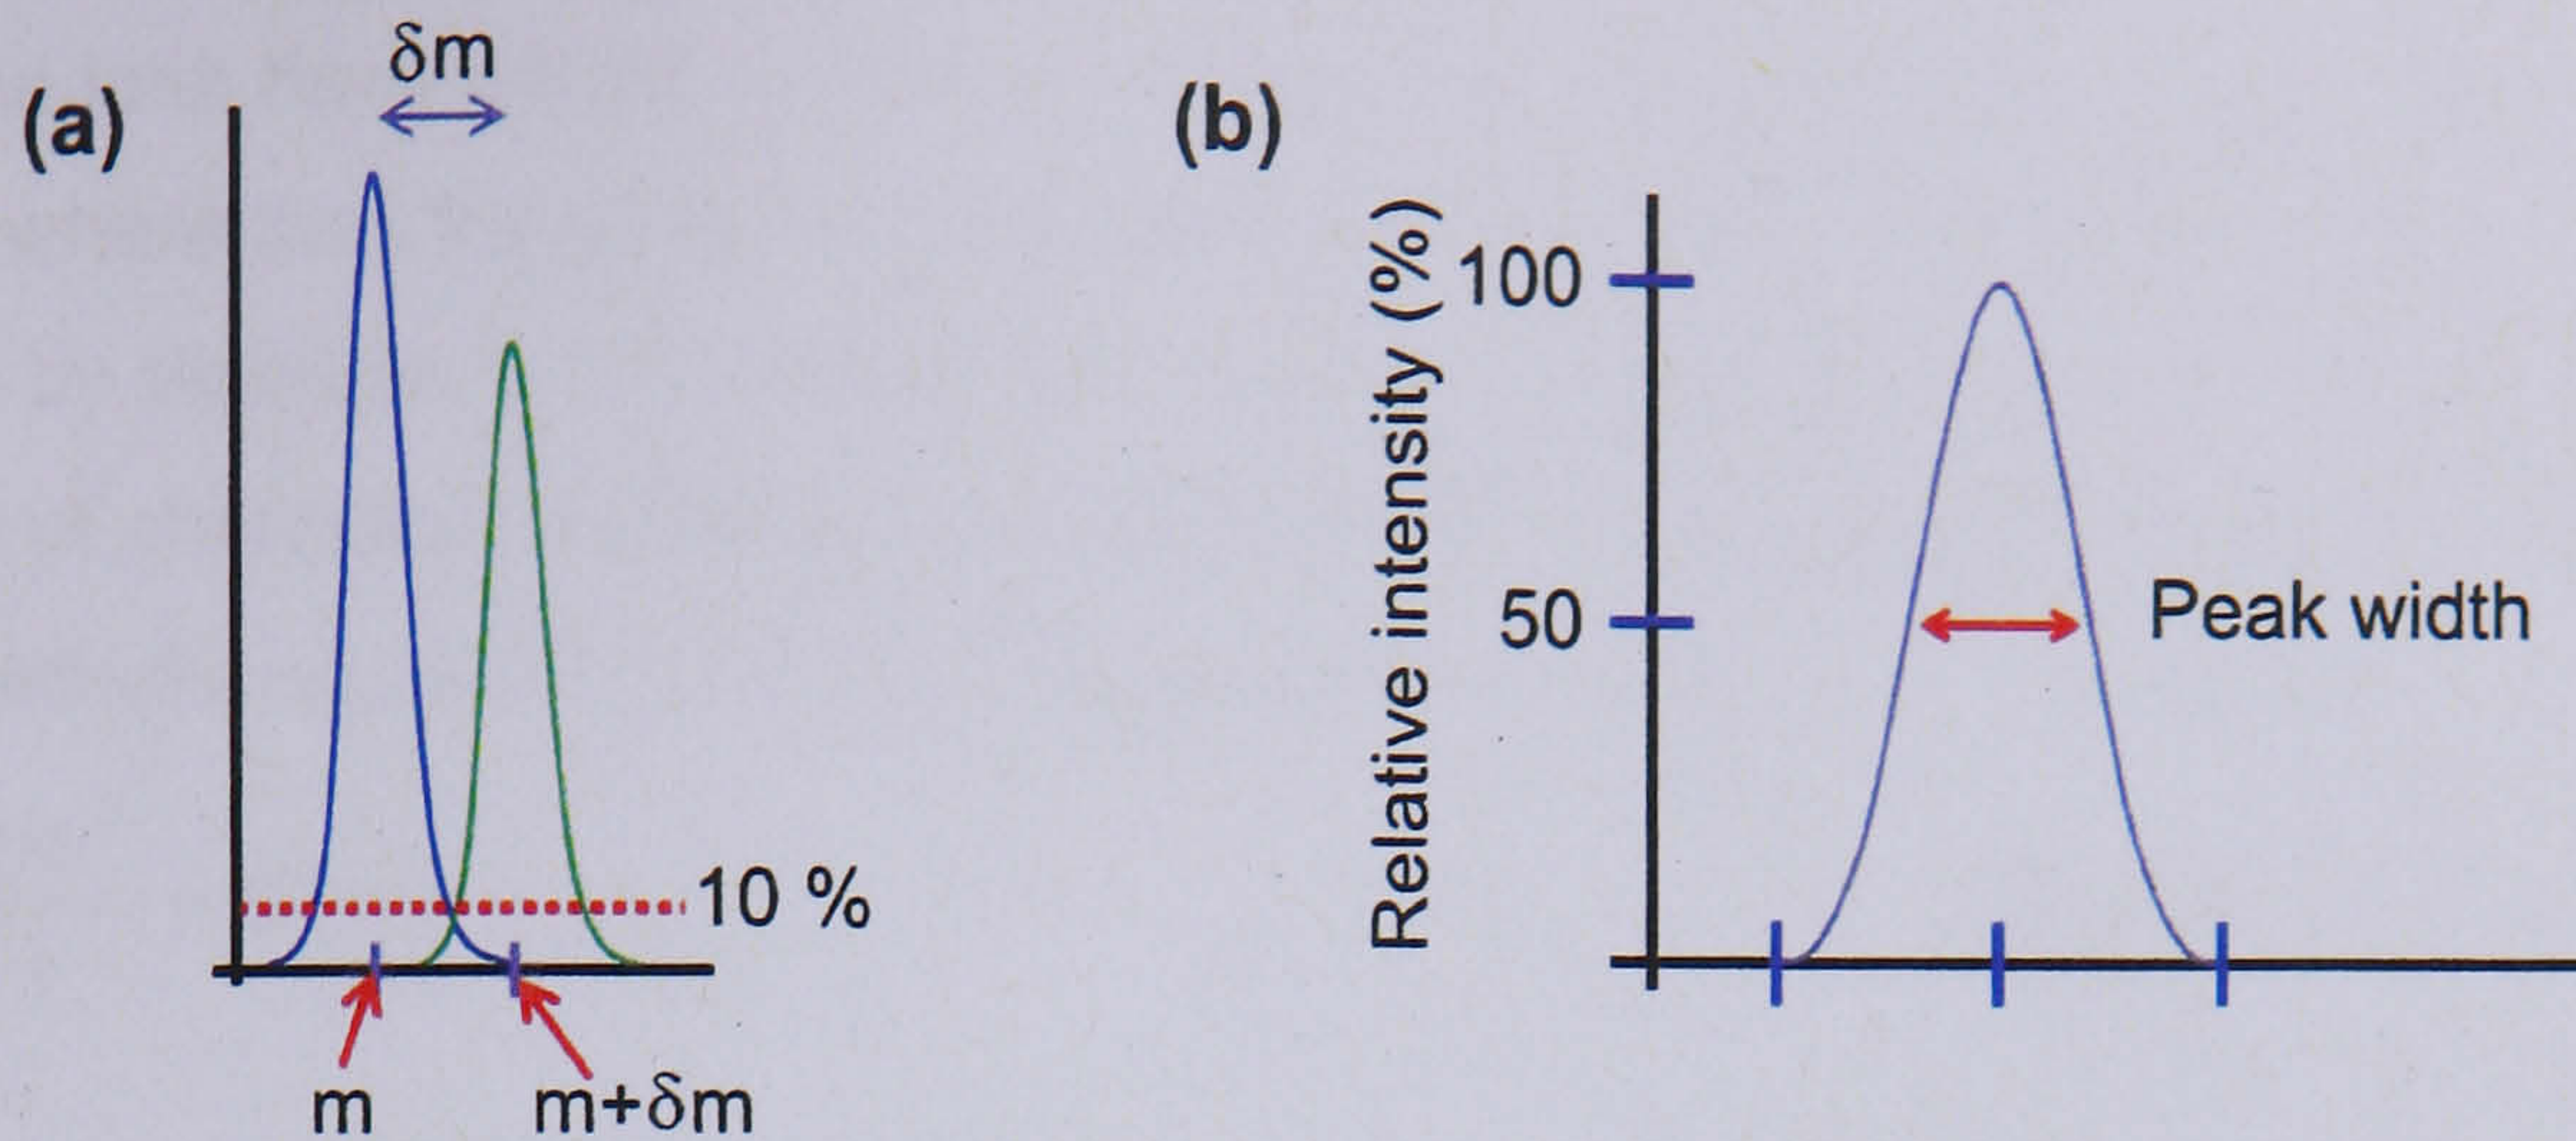 (a)
δm
10 %
m
m+δm
(b)
Relative intensity (%)
100
50
Peak width